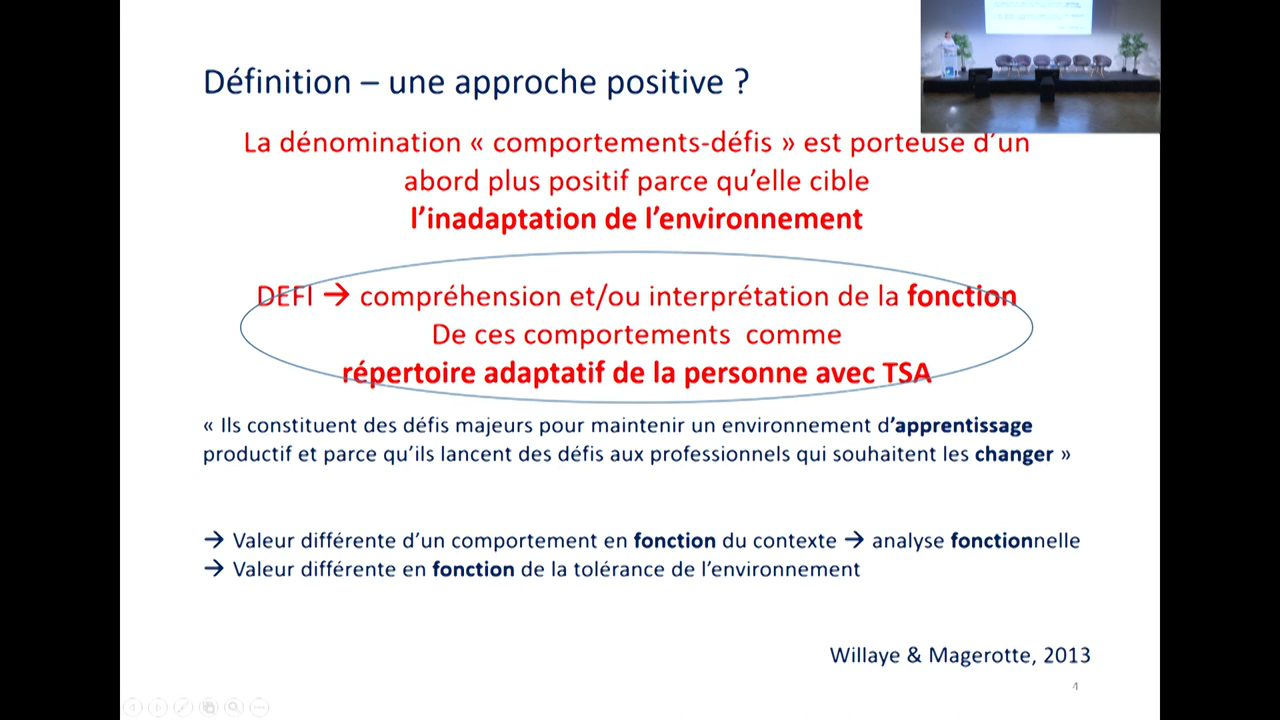 Définition – une approche positive ?
La dénomination « comportements-défis » est porteuse d’un
abord plus positif parce qu’elle cible
l’inadaptation de l’environnement
DEFI → compréhension et/ou interprétation de la fonction
De ces comportements comme
répertoire adaptatif de la personne avec TSA
« Ils constituent des défis majeurs pour maintenir un environnement d’apprentissage
productif et parce qu’ils lancent des défis aux professionnels qui souhaitent les changer »
→ Valeur différente d’un comportement en fonction du contexte → analyse fonctionnelle
→ Valeur différente en fonction de la tolérance de l’environnement
Willaye & Magerotte, 2013
4